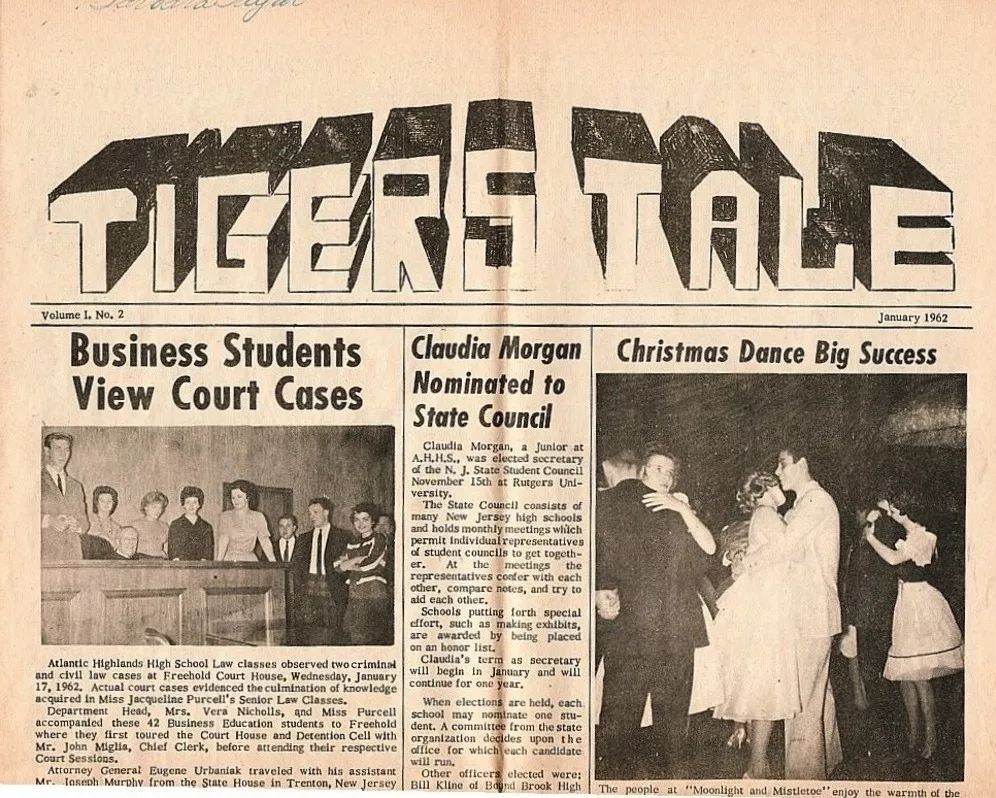 TIGERS TALE
Volume I, No. 2
January 1962
Business Students
View Court Cases
Atlantic Highlands High School Law classes observed two criminal
and civil law cases at Freehold Court House, Wednesday, January
17, 1962. Actual court cases evidenced the culmination of knowledge
acquired in Miss Jacqueline Purcell's Senior Law Classes.
Department Head, Mrs. Vera Nicholls, and Miss Purcell
accompanied these 42 Business Education students to Freehold
where they first toured the Court House and Detention Cell with
Mr. John Miglia, Chief Clerk, before attending their respective
Court Sessions.
Attorney General Eugene Urbaniak traveled with his assistant
Mr. Joseph Murphy from the State House in Trenton, New Jersey
Claudia Morgan
Nominated to
State Council
Claudia Morgan, a Junior at
A.H.H.S., was elected secretary
of the N. J. State Student Council
November 15th at Rutgers Uni-
versity.
The State Council consists of
many New Jersey high schools
and holds monthly meetings which
permit individual representatives
of student councils to get togeth-
er. At the meetings the
representatives confer with each
other, compare notes, and try to
aid each other.
Schools putting forth special
effort, such as making exhibits,
are awarded by being placed
on an honor list.
Claudia's term as secretary
will begin in January and will
continue for one year.
When elections are held, each
school may nominate one stu-
dent. A committee from the state
organization decides upon the
office for which each candidate
will run.
Other officers elected were;
Bill Kline of Bound Brook High
Christmas Dance Big Success
The people at "Moonlight and Mistletoe" enjoy the warmth of the